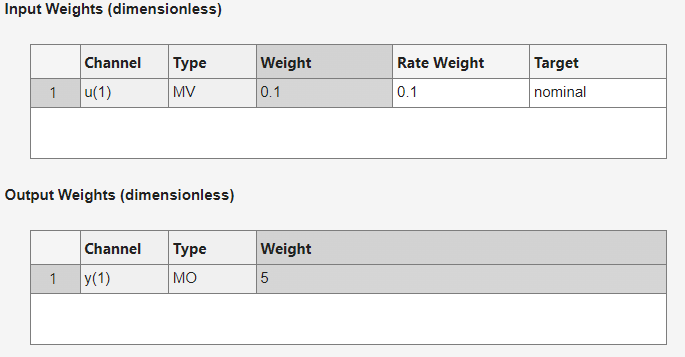 Input Weights (dimensionless)
Channel Type Weight Rate Weight Target
1 u(1) MV 0.1 0.1 nominal
Output Weights (dimensionless)
Channel Type Weight
1 y(1) MO 5